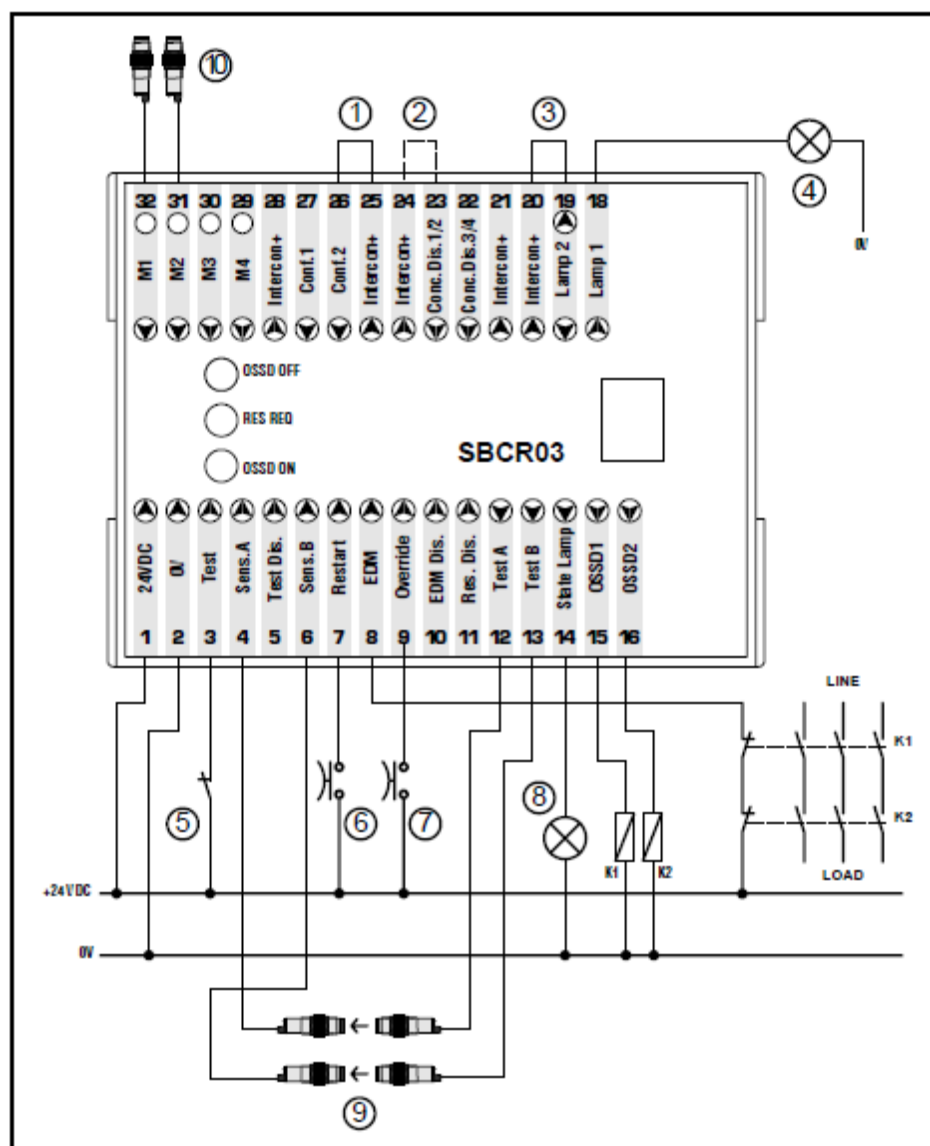 10
1 2 3
4
32 31 30 29 28 27 26 25 24 23 22 21 20 19 18
M1
M2
M3
M4
Intercon+
Conf.1
Conf.2
Intercon+
Intercon+
Conc.Dis.1/2
Conc.Dis.3/4
Intercon+
Intercon+
Lamp 2
Lamp 1
0V
OSSD OFF
RES REQ
OSSD ON
SBCR03
24VDC
0V
Test
Sens.A
Test Dis.
Sens.B
Restart
EDM
Override
EDM Dis.
Res. Dis.
Test A
Test B
State Lamp
OSSD1
OSSD2
1 2 3 4 5 6 7 8 9 10 11 12 13 14 15 16
LINE
K1
5 6 7 8
K2
K1 K2
LOAD
+24VDC
0V
9